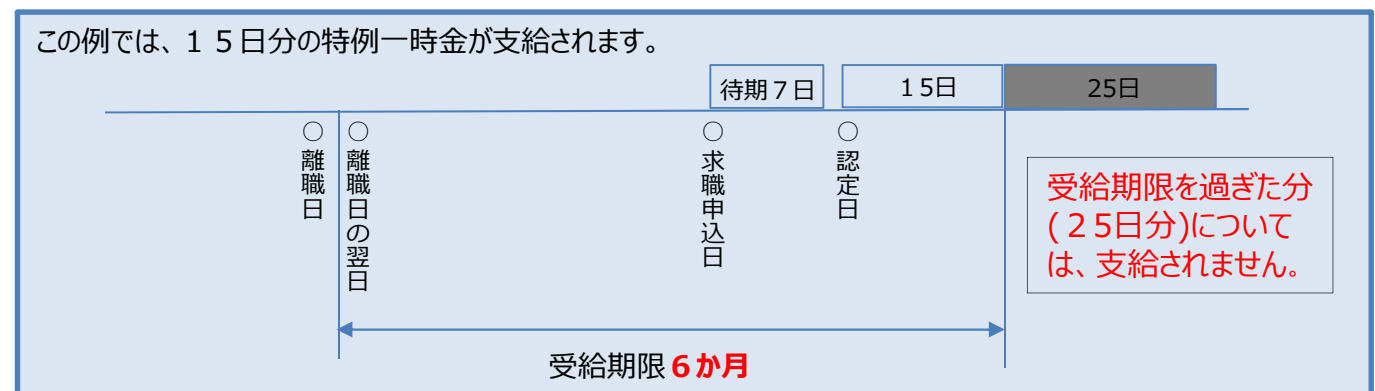 この例では、１５日分の特例一時金が支給されます。
待期７日
１5日
25日
○離職日
○離職日の翌日
○求職申込日
○認定日
受給期限を過ぎた分
(２5日分)について
は、支給されません。
受給期限６か月